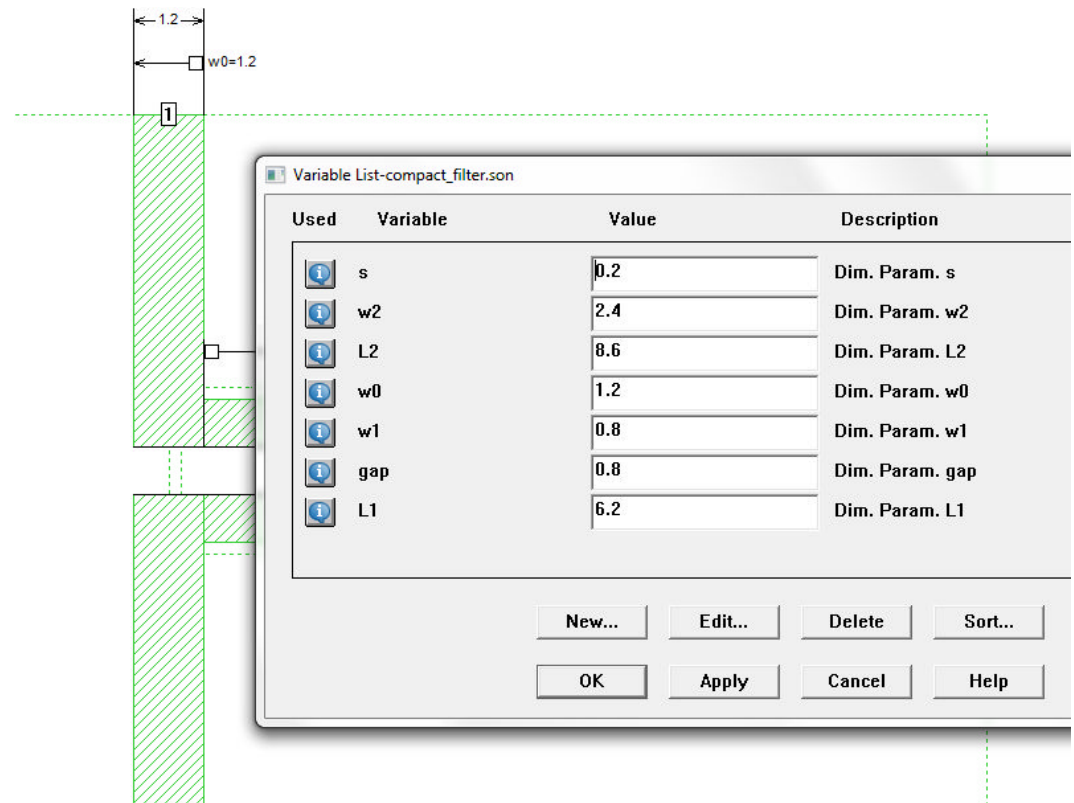 1.2
w0=1.2
1
Variable List-compact_filter.son
Used Variable Value Description
s 0.2 Dim. Param. s
w2 2.4 Dim. Param. w2
L2 8.6 Dim. Param. L2
w0 1.2 Dim. Param. w0
w1 0.8 Dim. Param. w1
gap 0.8 Dim. Param. gap
L1 6.2 Dim. Param. L1
New... Edit... Delete Sort...
OK Apply Cancel Help